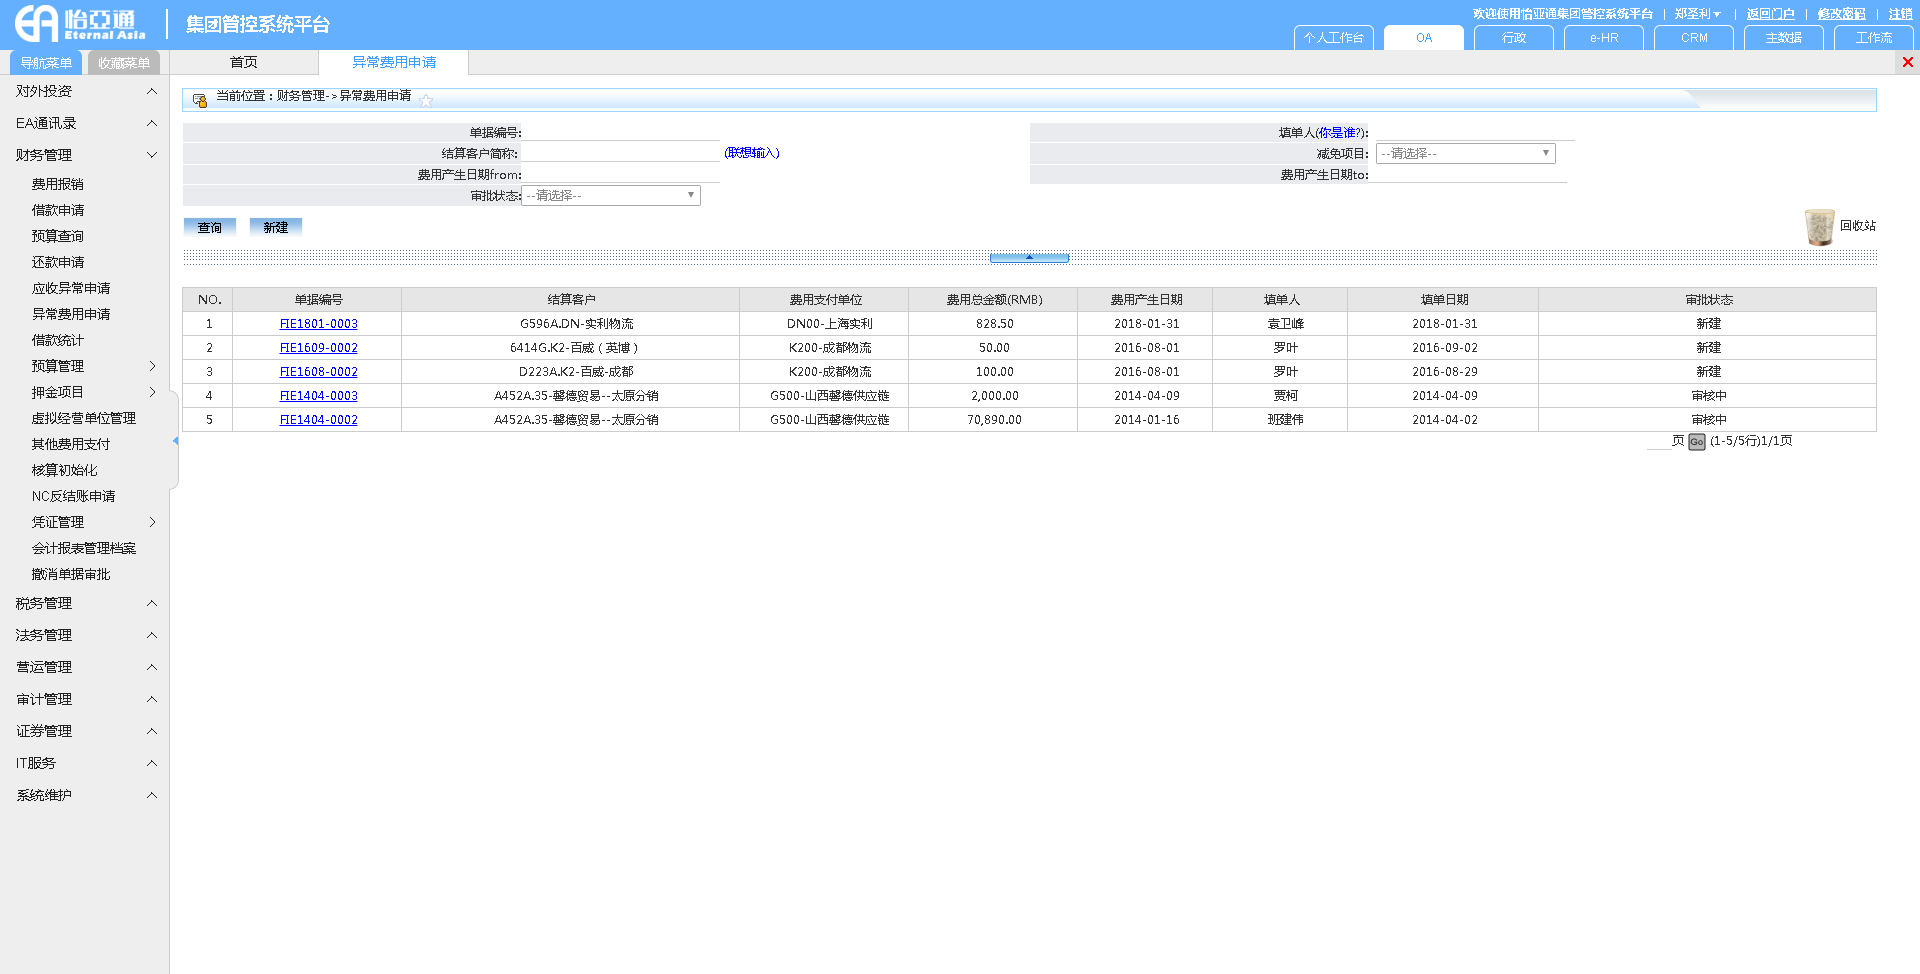 怡亞通
Eternal Asia
集团管控系统平台
欢迎使用怡亚通集团管控系统平台 | 郑圣利 | 返回门户 | 修改密码 | 注销
个人工作台 OA 行政 e-HR CRM 主数据 工作流
导航菜单 收藏菜单 首页 异常费用申请
对外投资
EA通讯录
财务管理
费用报销
借款申请
预算查询
还款申请
应收异常申请
异常费用申请
借款统计
预算管理
押金项目
虚拟经营单位管理
其他费用支付
核算初始化
NC反结账申请
凭证管理
会计报表管理档案
撤消单据审批
税务管理
法务管理
营运管理
审计管理
证券管理
IT服务
系统维护
当前位置：财务管理->异常费用申请
单据编号: 填单人(你是谁?):
结算客户简称: (联想输入) 减免项目: --请选择--
费用产生日期from: 费用产生日期to:
审批状态: --请选择--
查询 新建 回收站
NO. 单据编号 结算客户 费用支付单位 费用总金额(RMB) 费用产生日期 填单人 填单日期 审批状态
1 FIE1801-0003 G596A.DN-实利物流 DN00-上海实利 828.50 2018-01-31 袁卫峰 2018-01-31 新建
2 FIE1609-0002 6414G.K2-百威（英博） K200-成都物流 50.00 2016-08-01 罗叶 2016-09-02 新建
3 FIE1608-0002 D223A.K2-百威-成都 K200-成都物流 100.00 2016-08-01 罗叶 2016-08-29 新建
4 FIE1404-0003 A452A.35-馨德贸易--太原分销 G500-山西馨德供应链 2,000.00 2014-04-09 贾柯 2014-04-09 审核中
5 FIE1404-0002 A452A.35-馨德贸易--太原分销 G500-山西馨德供应链 70,890.00 2014-01-16 班建伟 2014-04-02 审核中
页 Go (1-5/5行)1/1页